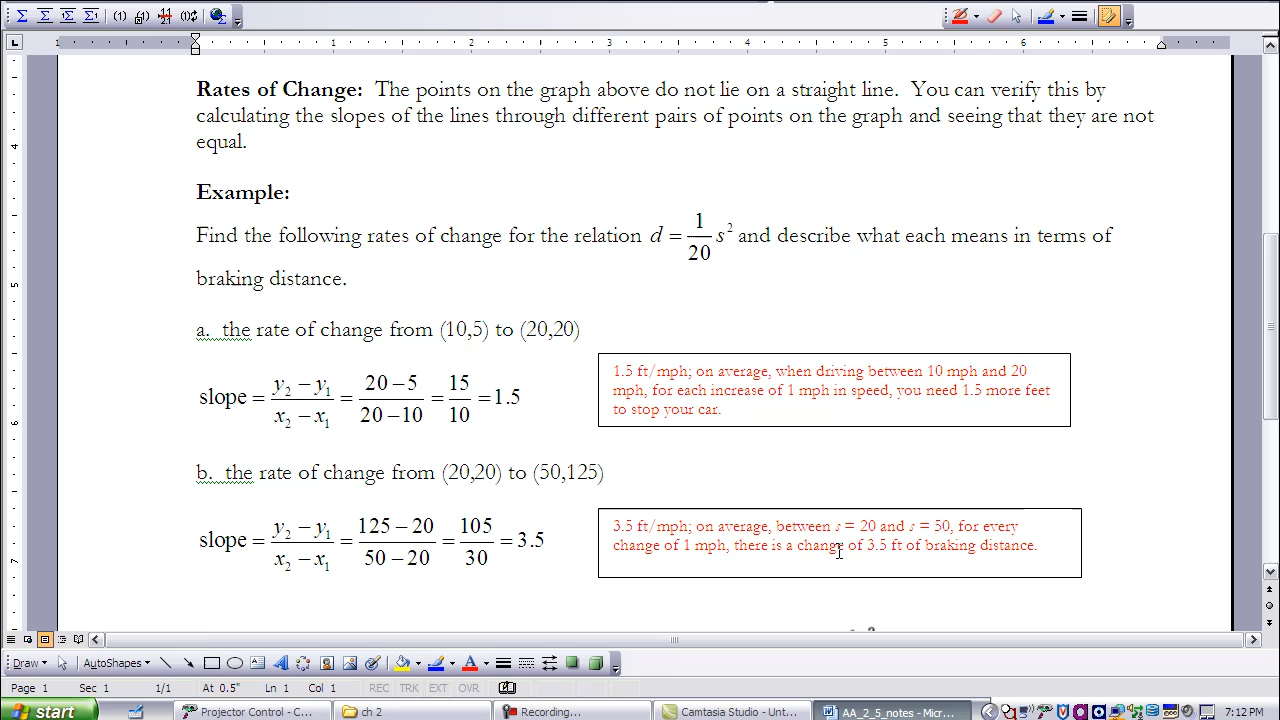 Rates of Change: The points on the graph above do not lie on a straight line. You can verify this by
calculating the slopes of the lines through different pairs of points on the graph and seeing that they are not
equal.
Example:
Find the following rates of change for the relation d = 1/20 s² and describe what each means in terms of
braking distance.
a. the rate of change from (10,5) to (20,20)
slope = (y₂ − y₁)/(x₂ − x₁) = (20 − 5)/(20 − 10) = 15/10 = 1.5
1.5 ft/mph; on average, when driving between 10 mph and 20
mph, for each increase of 1 mph in speed, you need 1.5 more feet
to stop your car.
b. the rate of change from (20,20) to (50,125)
slope = (y₂ − y₁)/(x₂ − x₁) = (125 − 20)/(50 − 20) = 105/30 = 3.5
3.5 ft/mph; on average, between s = 20 and s = 50, for every
change of 1 mph, there is a change of 3.5 ft of braking distance.
Draw AutoShapes
Page 1 Sec 1 1/1 At 0.5" Ln 1 Col 1 REC TRK EXT OVR
start Projector Control - C... ch 2 Recording... Camtasia Studio - Unt... AA_2_5_notes - Micr... 7:12 PM